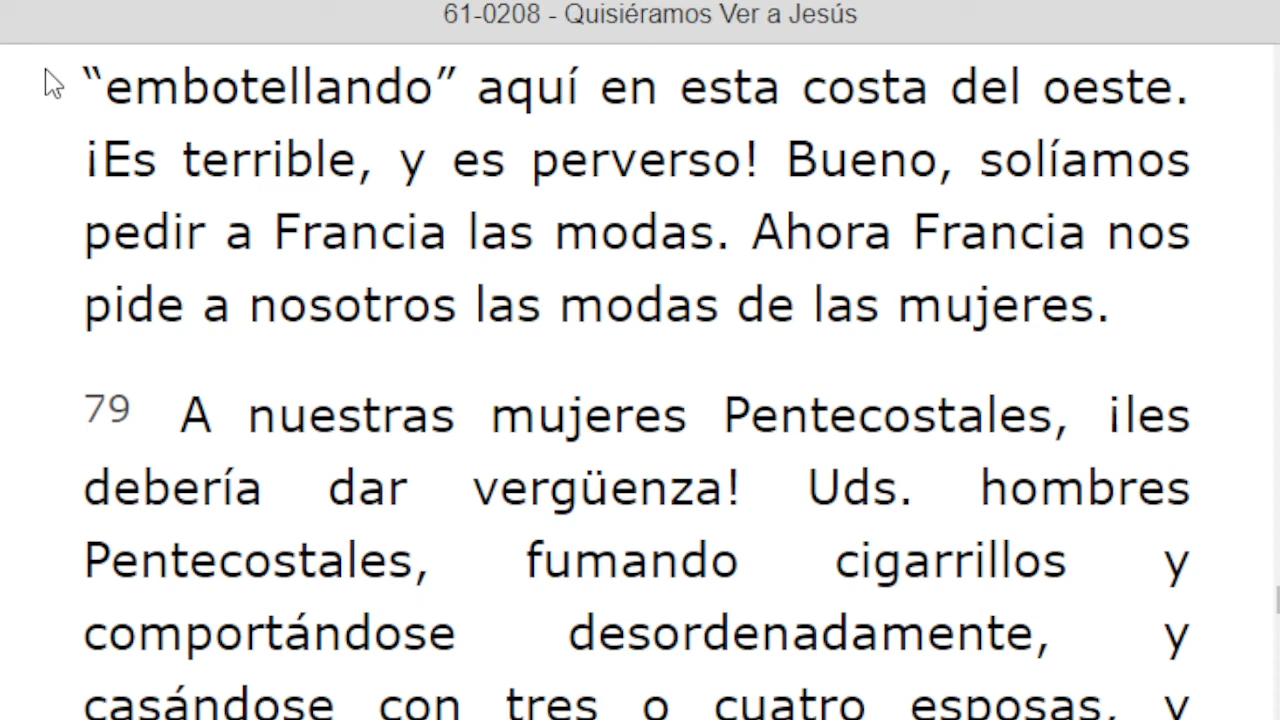 61-0208 - Quisiéramos Ver a Jesús
“embotellando” aquí en esta costa del oeste.
¡Es terrible, y es perverso! Bueno, solíamos
pedir a Francia las modas. Ahora Francia nos
pide a nosotros las modas de las mujeres.
79 A nuestras mujeres Pentecostales, ¡les
debería dar vergüenza! Uds. hombres
Pentecostales, fumando cigarrillos y
comportándose desordenadamente, y
casándose con tres o cuatro esposas, y